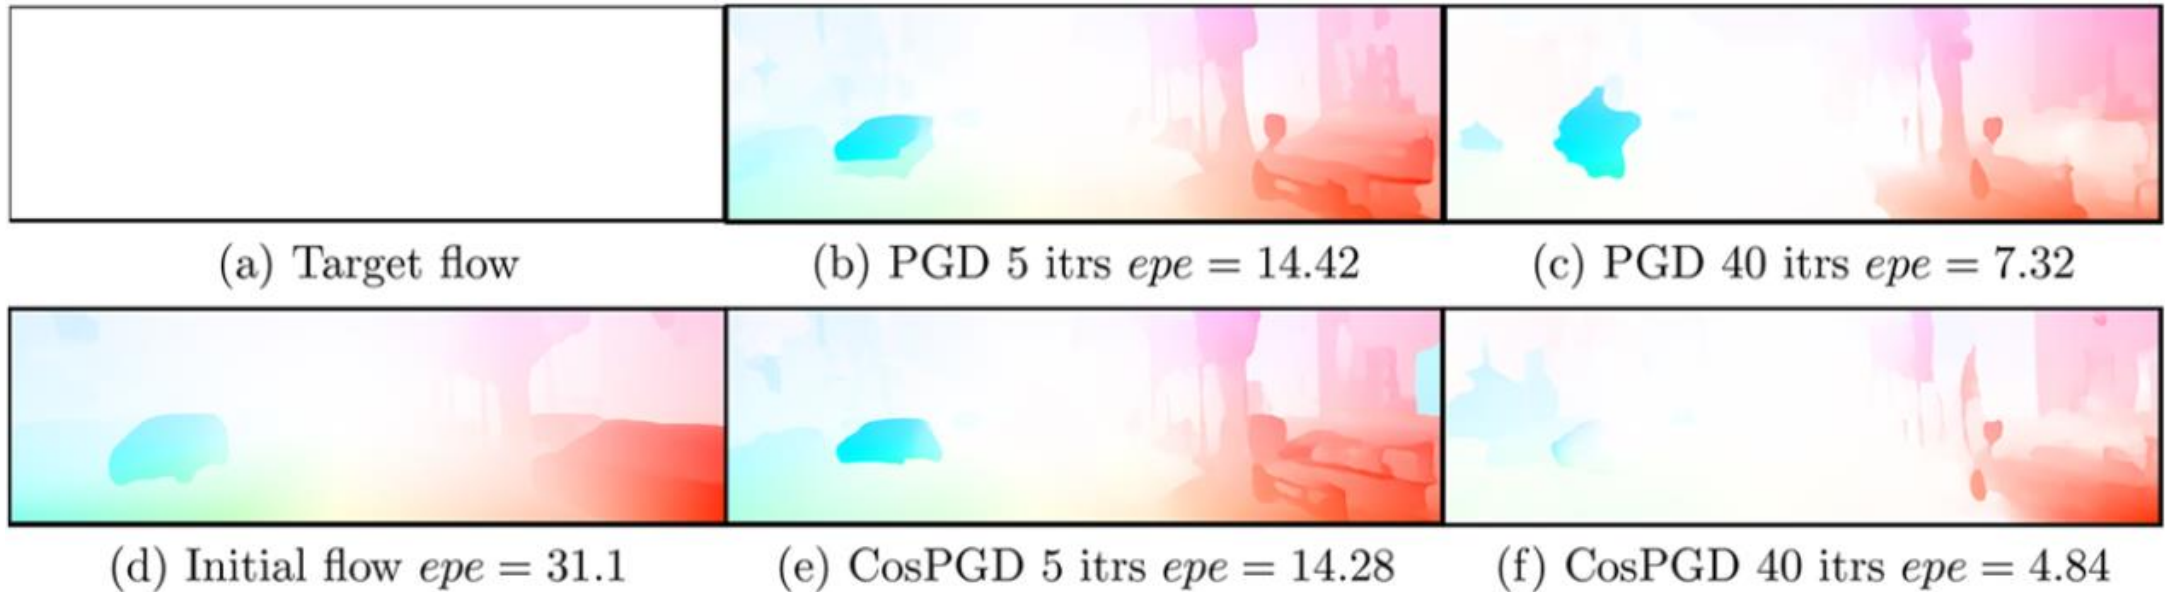 (a) Target flow
(b) PGD 5 itrs epe = 14.42
(c) PGD 40 itrs epe = 7.32
(d) Initial flow epe = 31.1
(e) CosPGD 5 itrs epe = 14.28
(f) CosPGD 40 itrs epe = 4.84